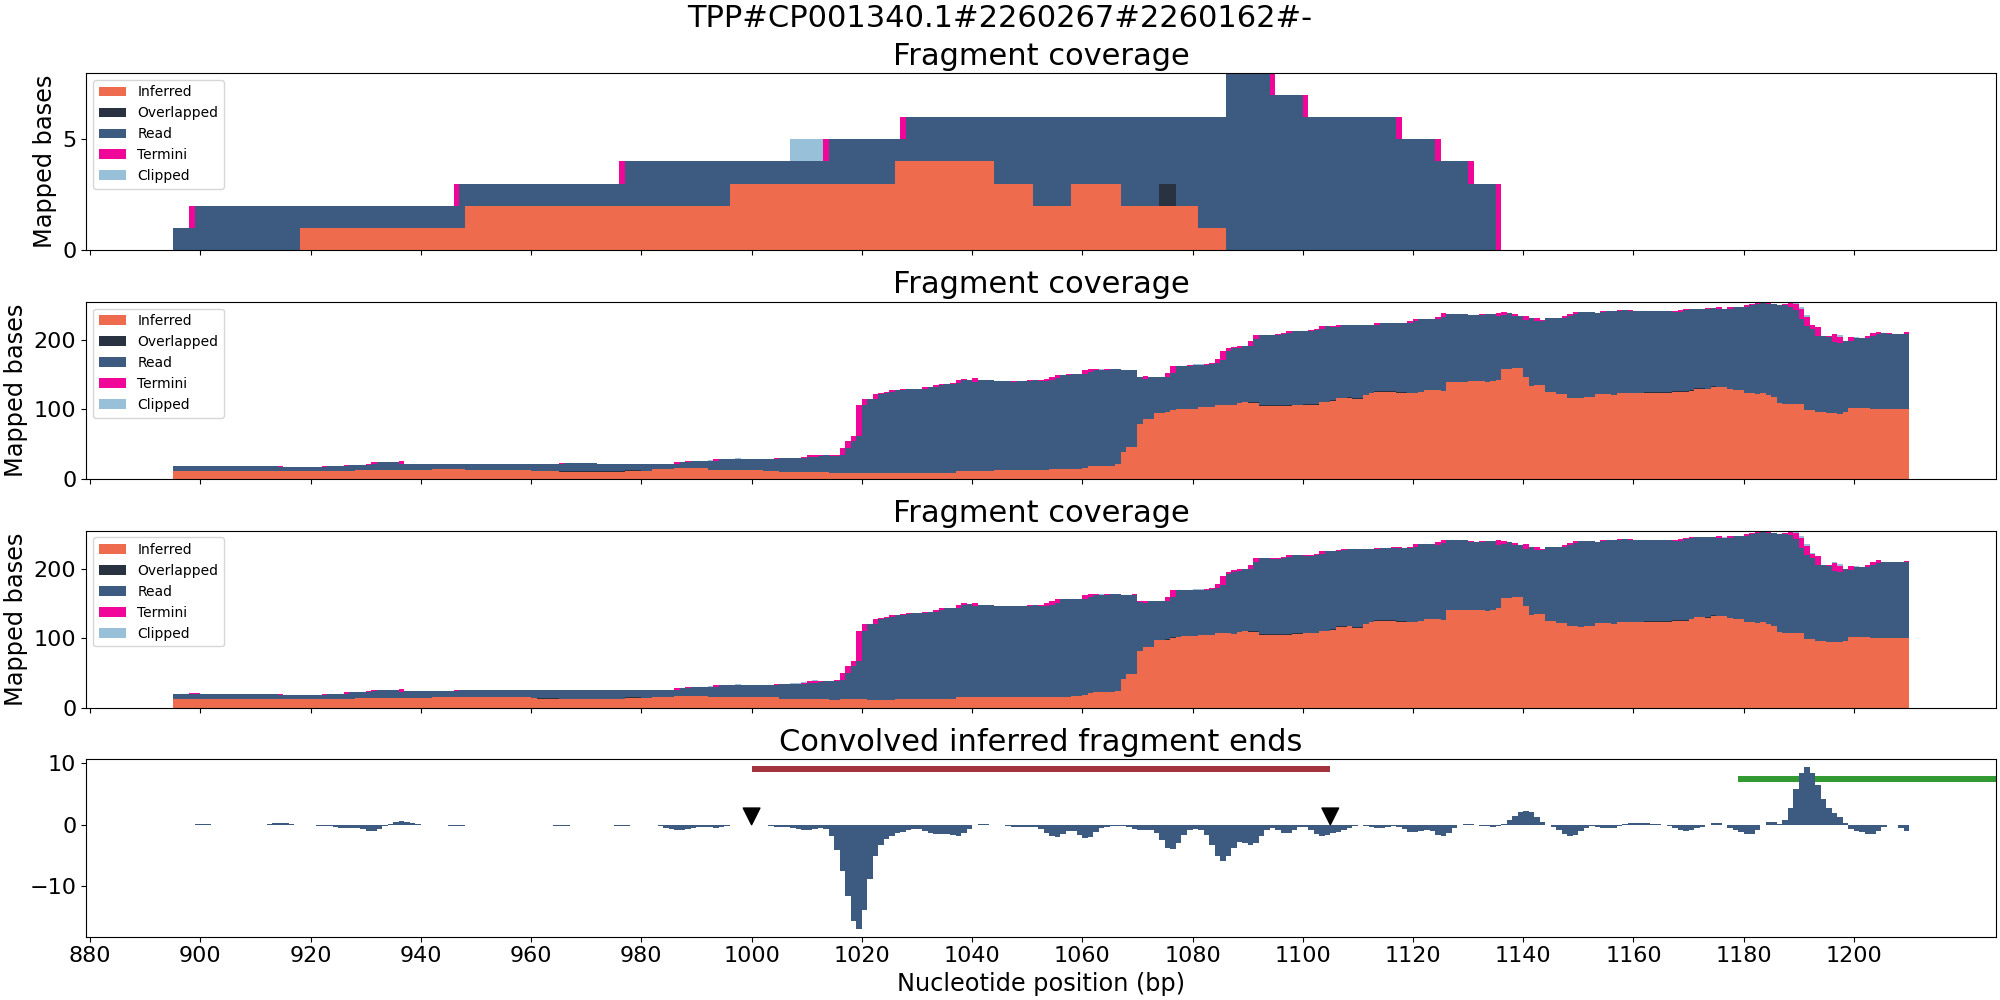 TPP#CP001340.1#2260267#2260162#-
Fragment coverage
Mapped bases
5
0
Inferred
Overlapped
Read
Termini
Clipped
Fragment coverage
Mapped bases
200
100
0
Inferred
Overlapped
Read
Termini
Clipped
Fragment coverage
Mapped bases
200
100
0
Inferred
Overlapped
Read
Termini
Clipped
Convolved inferred fragment ends
10
0
−10
880 900 920 940 960 980 1000 1020 1040 1060 1080 1100 1120 1140 1160 1180 1200
Nucleotide position (bp)